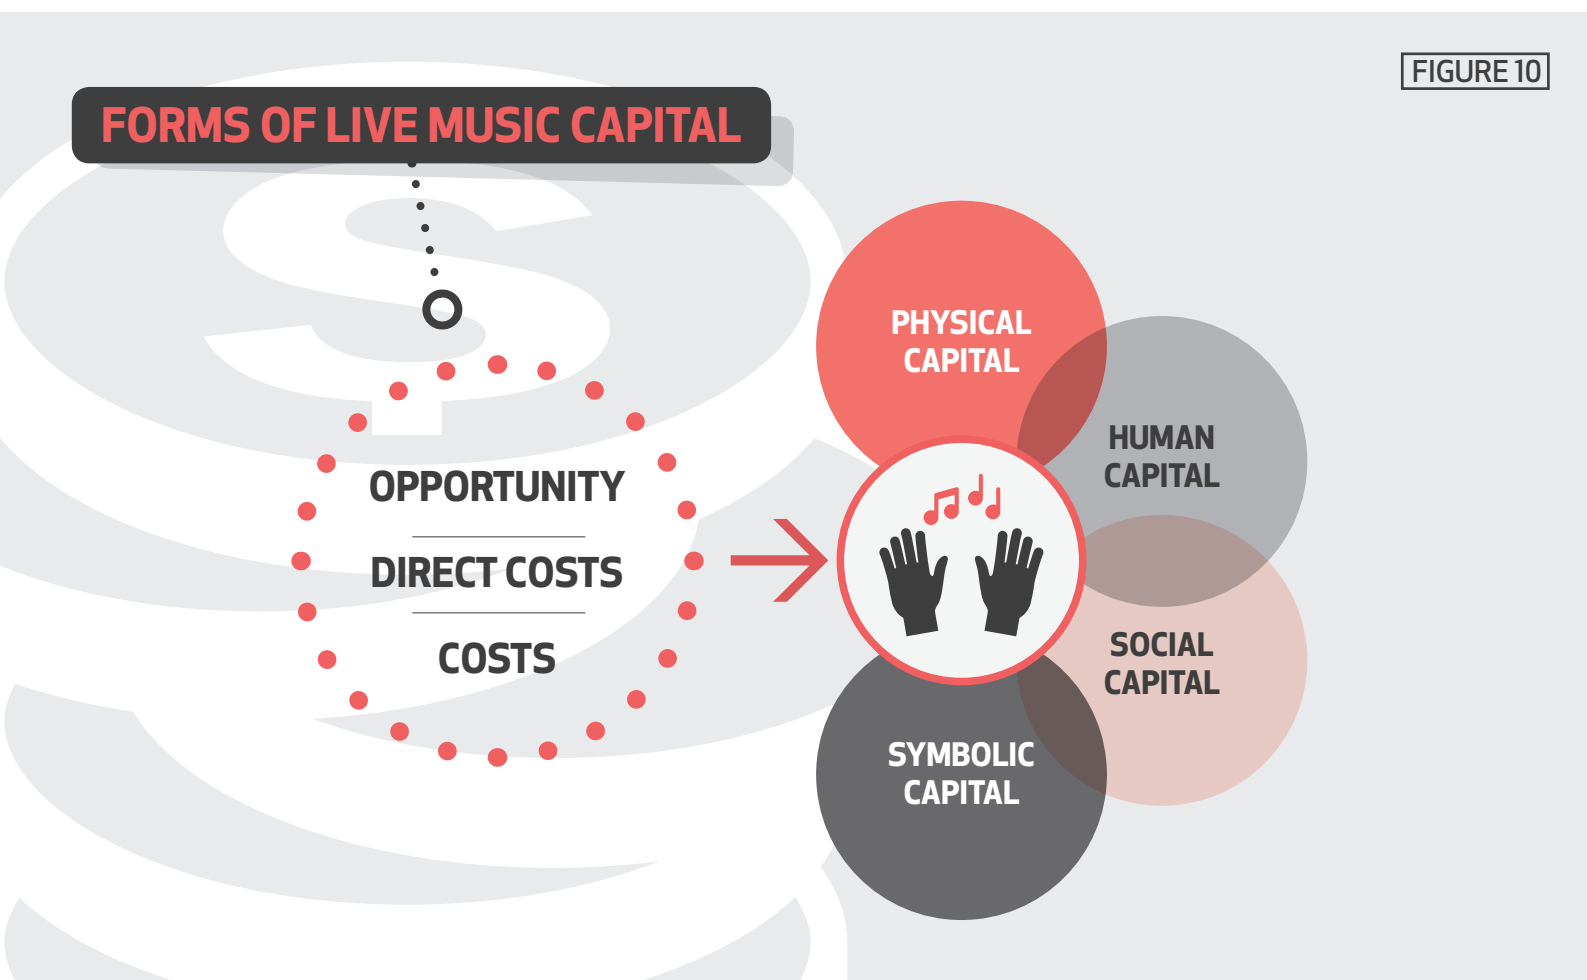 FIGURE 10
FORMS OF LIVE MUSIC CAPITAL
OPPORTUNITY
DIRECT COSTS
COSTS
PHYSICAL
CAPITAL
HUMAN
CAPITAL
SOCIAL
CAPITAL
SYMBOLIC
CAPITAL